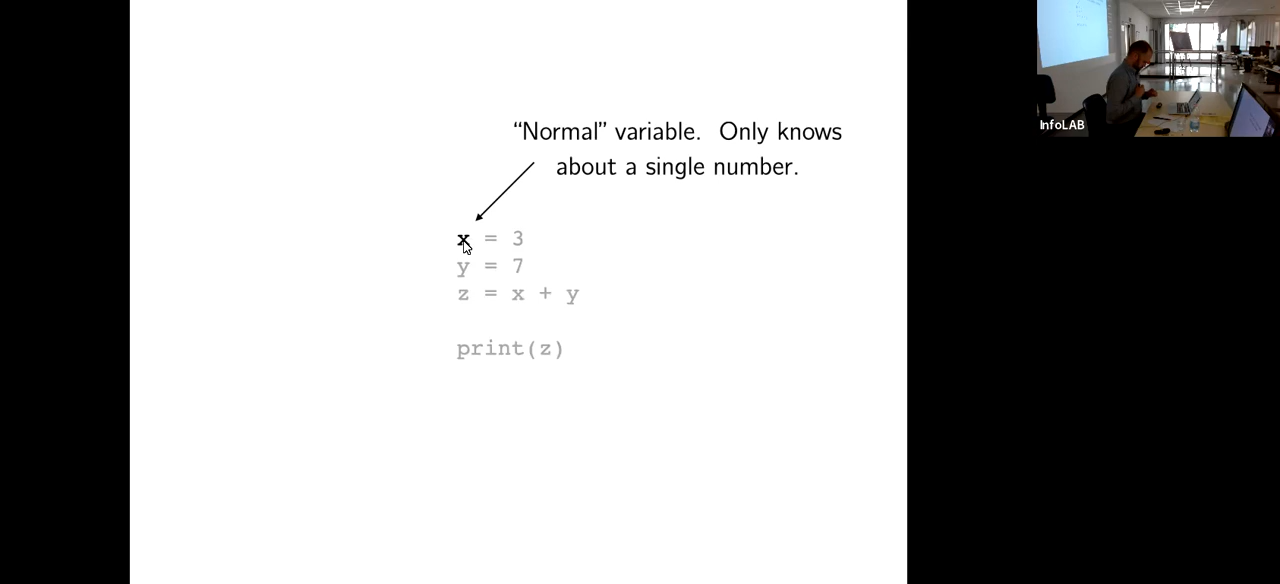 “Normal” variable. Only knows
about a single number.
x = 3
y = 7
z = x + y
print(z)
InfoLAB